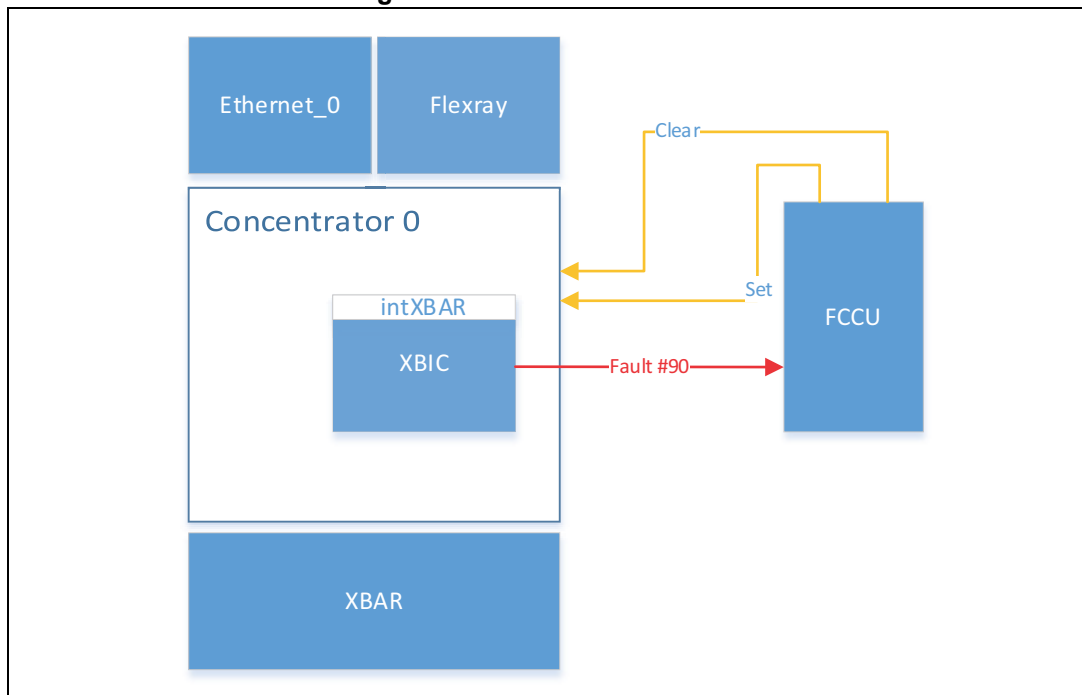 Ethernet_0
Flexray
Clear
Concentrator 0
Set
intXBAR
FCCU
XBIC
Fault #90
XBAR